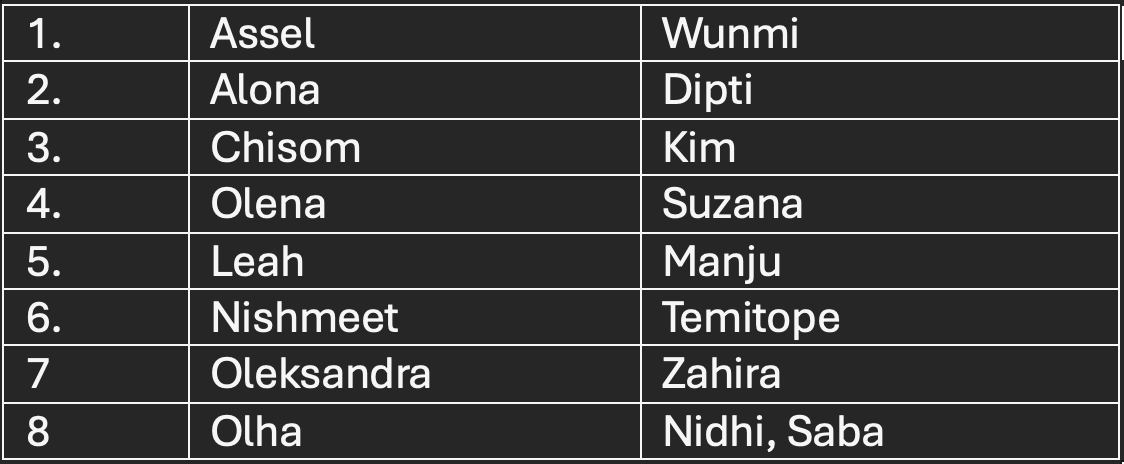 1. Assel Wunmi
2. Alona Dipti
3. Chisom Kim
4. Olena Suzana
5. Leah Manju
6. Nishmeet Temitope
7 Oleksandra Zahira
8 Olha Nidhi, Saba